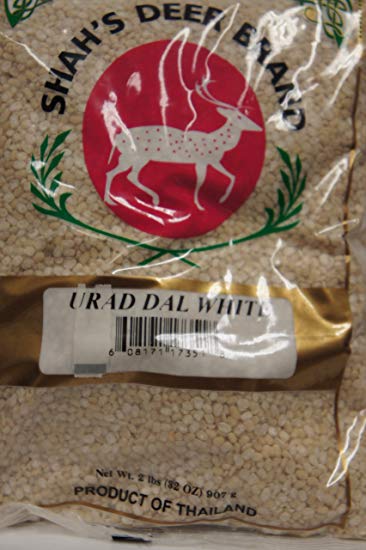 SHAH'S DEER BRAND
URAD DAL WHITE
Net Wt. 2 lbs (32 OZ) 907 g
PRODUCT OF THAILAND